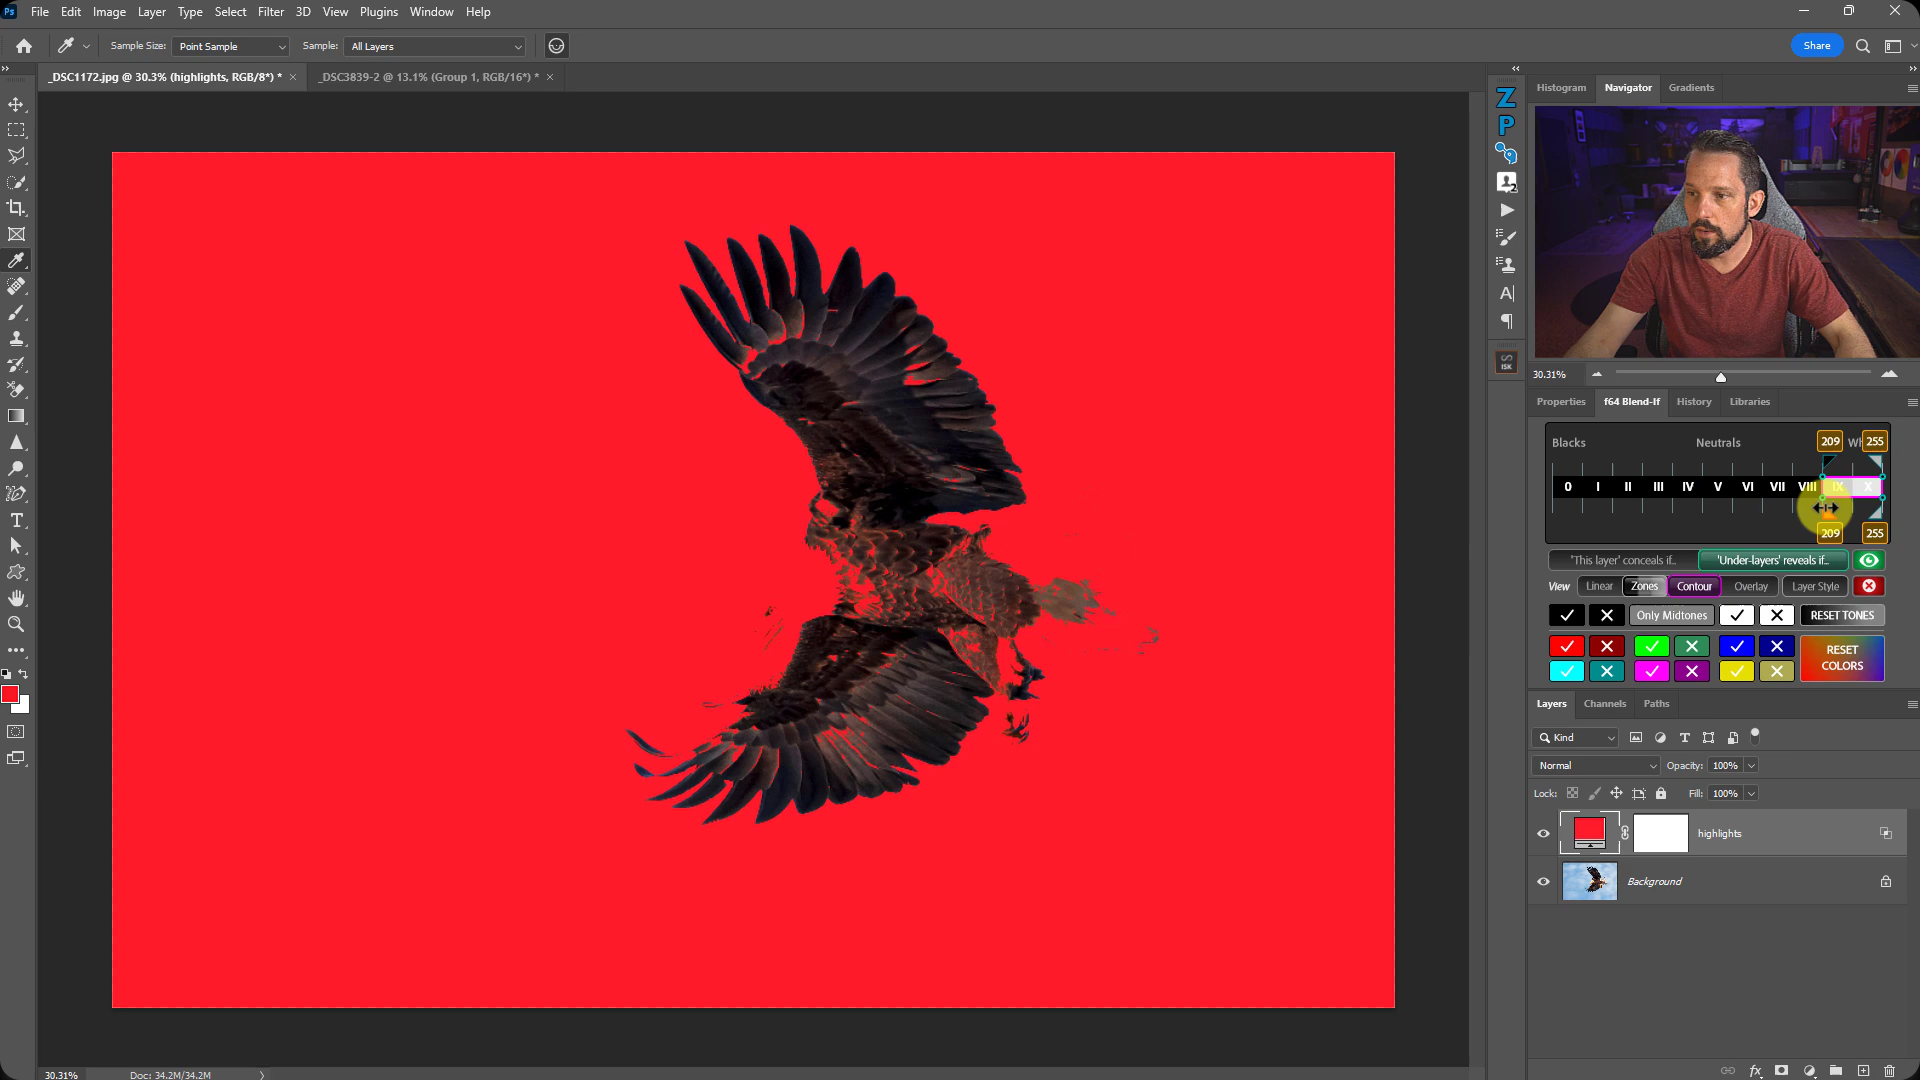 Ps File Edit Image Layer Type Select Filter 3D View Plugins Window Help
Sample Size: Point Sample Sample: All Layers Share
_DSC1172.jpg @ 30.3% (highlights, RGB/8*) * _DSC3839-2 @ 13.1% (Group 1, RGB/16*) *
Histogram Navigator Gradients
Z
P
2
A
ISK
30.31%
Properties f64 Blend-If History Libraries
Blacks Neutrals 209 255
0 I II III IV V VI VII VIII IX X
209 255
'This layer' conceals if... 'Under-layers' reveals if...
View Linear Zones Contour Overlay Layer Style
Only Midtones RESET TONES
RESET COLORS
T
Layers Channels Paths
Kind T
Normal Opacity: 100%
Lock: Fill: 100%
highlights
Background
fx
30.31% Doc: 34.2M/34.2M